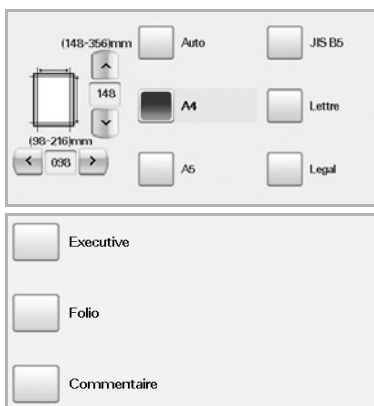 (148-356)mm Auto JIS B5
148
A4 Lettre
(98-216)mm
098 A5 Legal
Executive
Folio
Commentaire